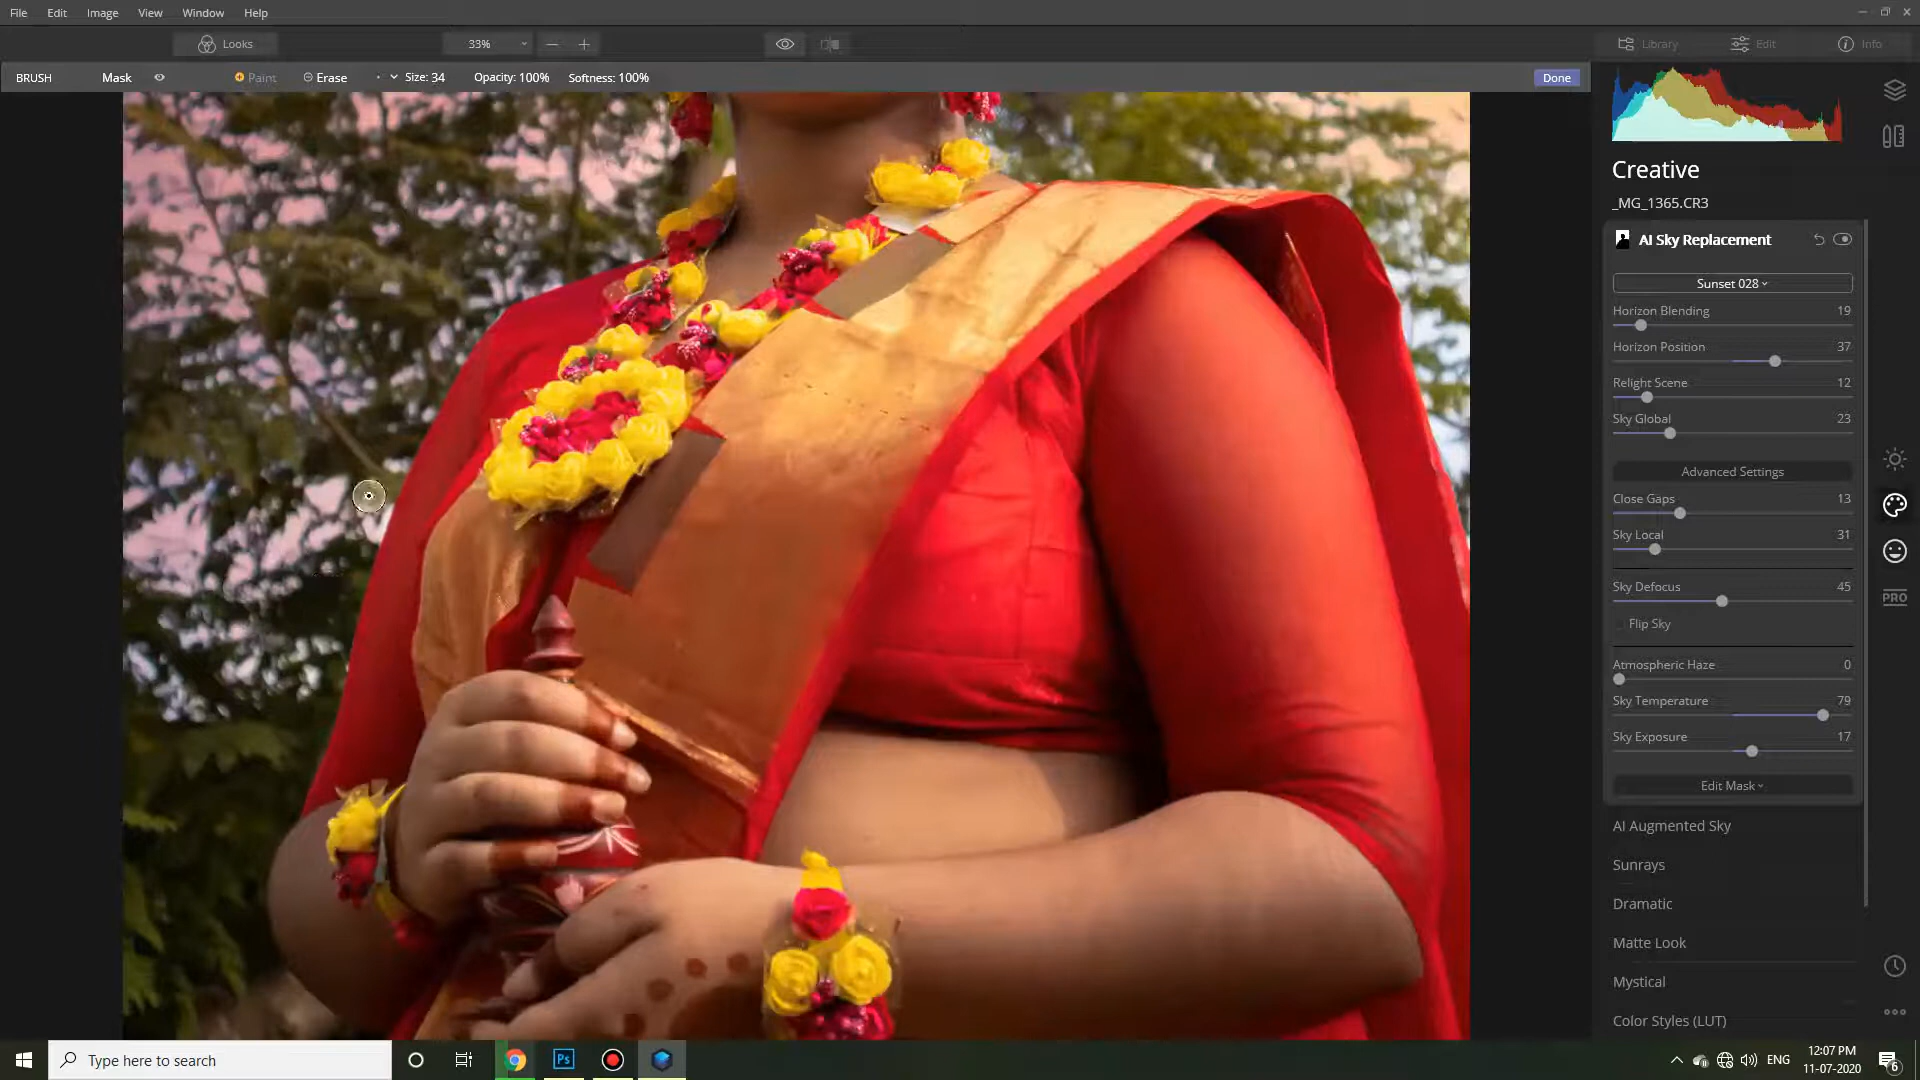 File Edit Image View Window Help
Looks 33% Library Edit Info
BRUSH Mask Paint Erase Size: 34 Opacity: 100% Softness: 100% Done
Creative
_MG_1365.CR3
AI Sky Replacement
Sunset 028
Horizon Blending 19
Horizon Position 37
Relight Scene 12
Sky Global 23
Advanced Settings
Close Gaps 13
Sky Local 31
Sky Defocus 45
Flip Sky
Atmospheric Haze 0
Sky Temperature 79
Sky Exposure 17
Edit Mask
AI Augmented Sky
Sunrays
Dramatic
Matte Look
Mystical
Color Styles (LUT)
PRO
Type here to search
Ps
ENG
12:07 PM
11-07-2020
6